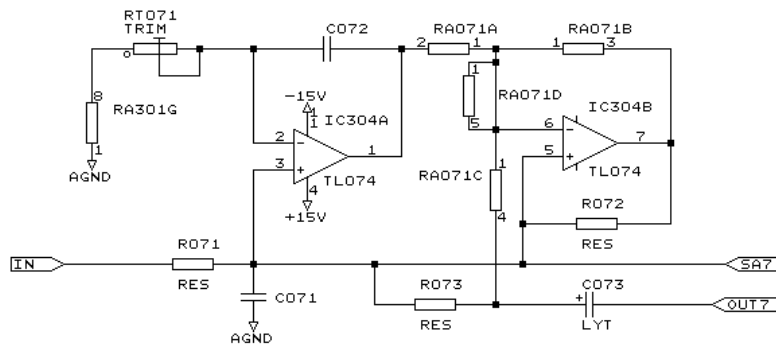 RT071
TRIM
8
RA301G
1
AGND
C072
2 RA071A 1
1 RA071B 3
1
RA071D
5
-15V
1
1
IC304A
2
3
1
TL074
4
+15V
IC304B
6
5
7
TL074
RA071C
1
4
R072
RES
IN
R071
RES
C071
AGND
R073
RES
+
C073
LYT
SA7
OUT7